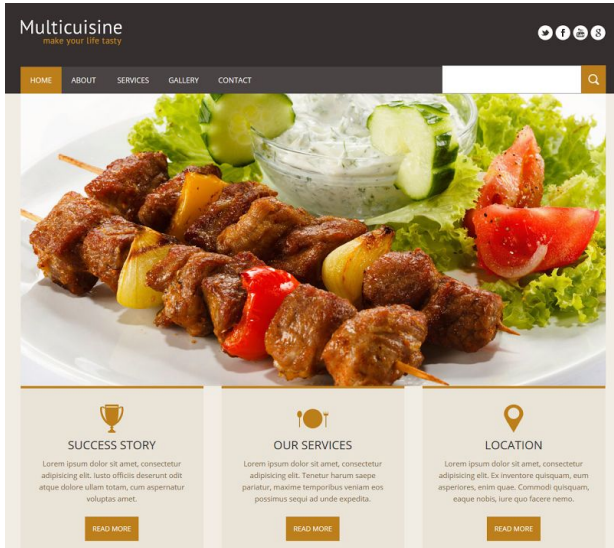 Multicuisine
make your life tasty
HOME ABOUT SERVICES GALLERY CONTACT
SUCCESS STORY
Lorem ipsum dolor sit amet, consectetur
adipisicing elit. Iusto officiis deserunt odit
atque dolore ullam totam, cum aspernatur
voluptas amet.
READ MORE
OUR SERVICES
Lorem ipsum dolor sit amet, consectetur
adipisicing elit. Tenetur harum saepe
pariatur, maxime temporibus veniam eos
possimus sequi ad unde expedita.
READ MORE
LOCATION
Lorem ipsum dolor sit amet, consectetur
adipisicing elit. Ex inventore quisquam, eum
asperiores, enim quae. Commodi quisquam,
eaque nobis, iure quo facere nemo.
READ MORE